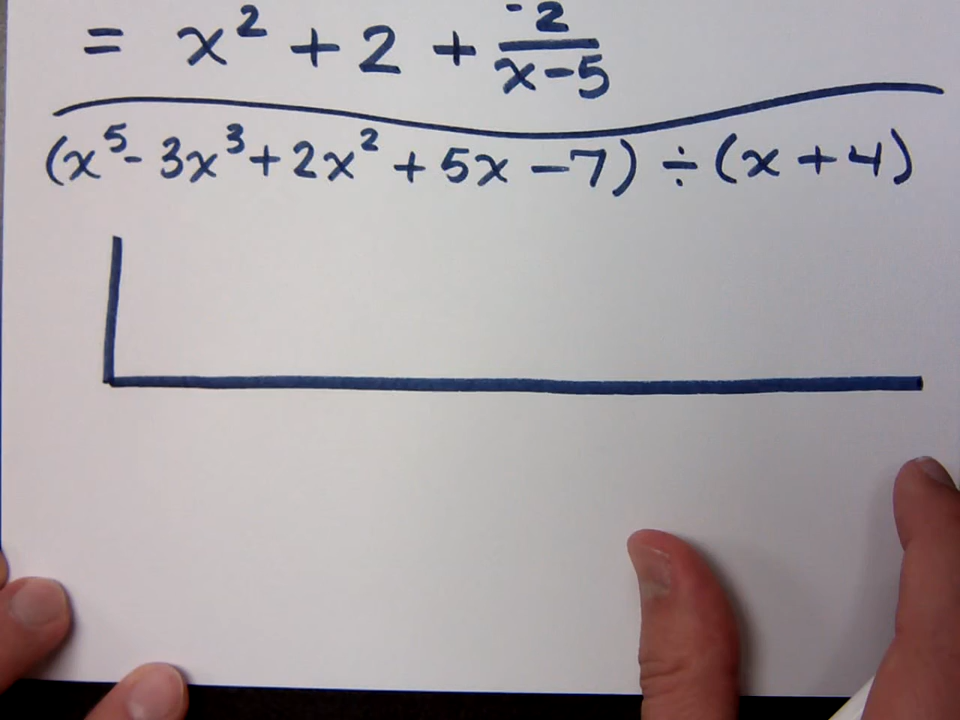 = x² + 2 + -2/(x-5)
(x⁵ - 3x³ + 2x² + 5x - 7) ÷ (x + 4)